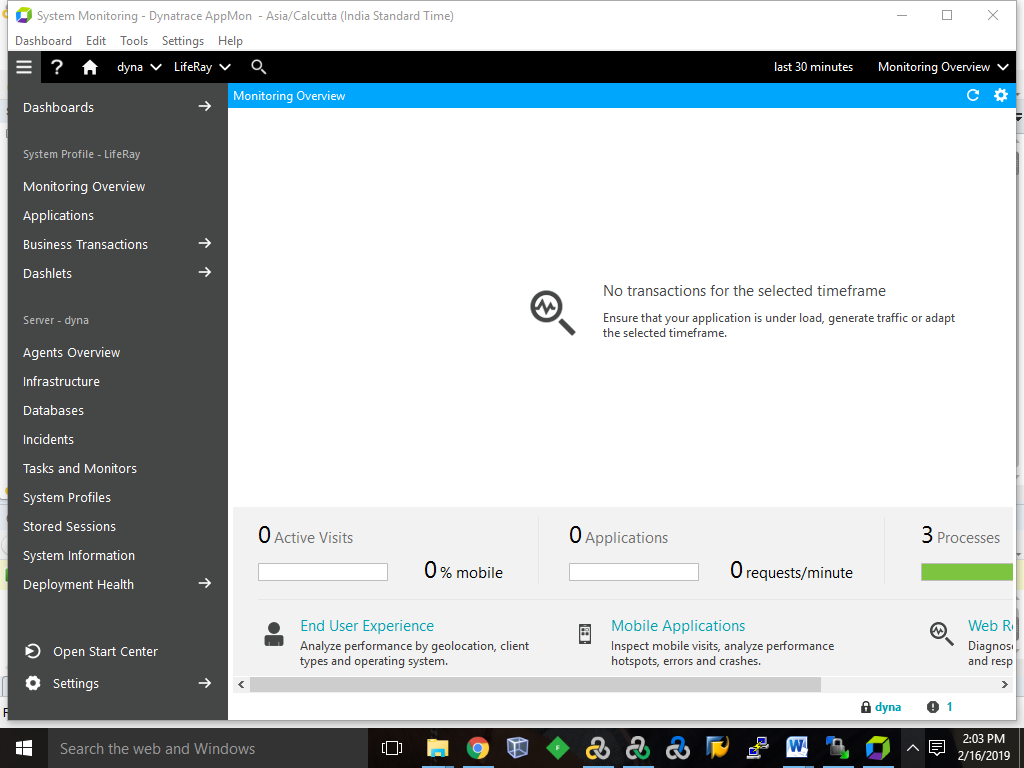 System Monitoring - Dynatrace AppMon - Asia/Calcutta (India Standard Time)
Dashboard Edit Tools Settings Help
dyna LifeRay last 30 minutes Monitoring Overview
Dashboards
Monitoring Overview
System Profile - LifeRay
Monitoring Overview
Applications
Business Transactions
Dashlets
Server - dyna
Agents Overview
Infrastructure
Databases
Incidents
Tasks and Monitors
System Profiles
Stored Sessions
System Information
Deployment Health
Open Start Center
Settings
No transactions for the selected timeframe
Ensure that your application is under load, generate traffic or adapt
the selected timeframe.
0 Active Visits
0 % mobile
0 Applications
0 requests/minute
3 Processes
End User Experience
Analyze performance by geolocation, client
types and operating system.
Mobile Applications
Inspect mobile visits, analyze performance
hotspots, errors and crashes.
Web R
Diagnos
and resp
dyna 1
Search the web and Windows
2:03 PM
2/16/2019